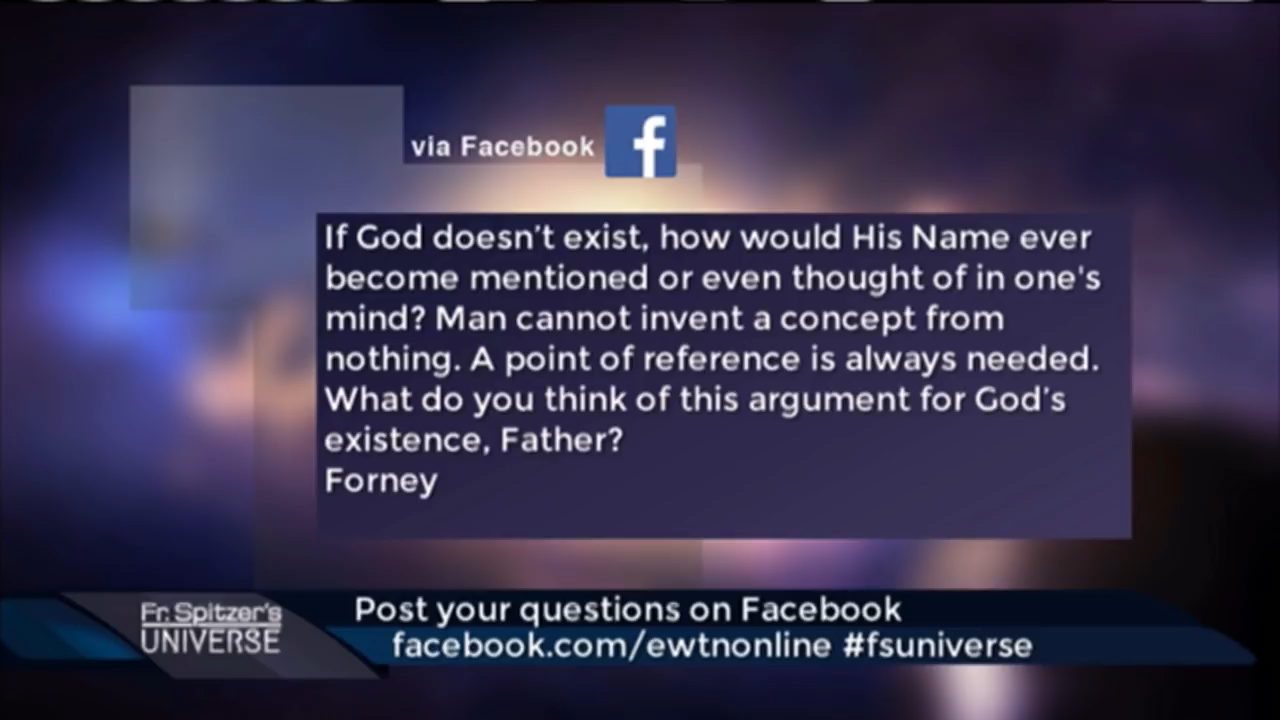 via Facebook f
If God doesn't exist, how would His Name ever
become mentioned or even thought of in one's
mind? Man cannot invent a concept from
nothing. A point of reference is always needed.
What do you think of this argument for God's
existence, Father?
Forney
Fr. Spitzer's
UNIVERSE
Post your questions on Facebook
facebook.com/ewtnonline #fsuniverse